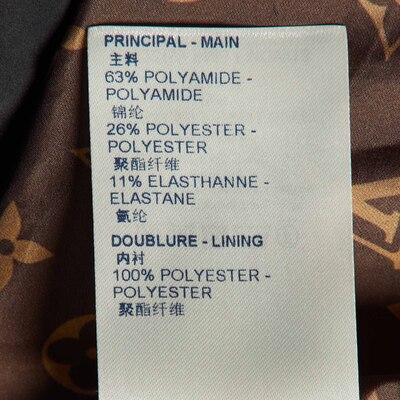 PRINCIPAL - MAIN
主料
63% POLYAMIDE -
POLYAMIDE
锦纶
26% POLYESTER -
POLYESTER
聚酯纤维
11% ELASTHANNE -
ELASTANE
氨纶
DOUBLURE - LINING
内衬
100% POLYESTER -
POLYESTER
聚酯纤维